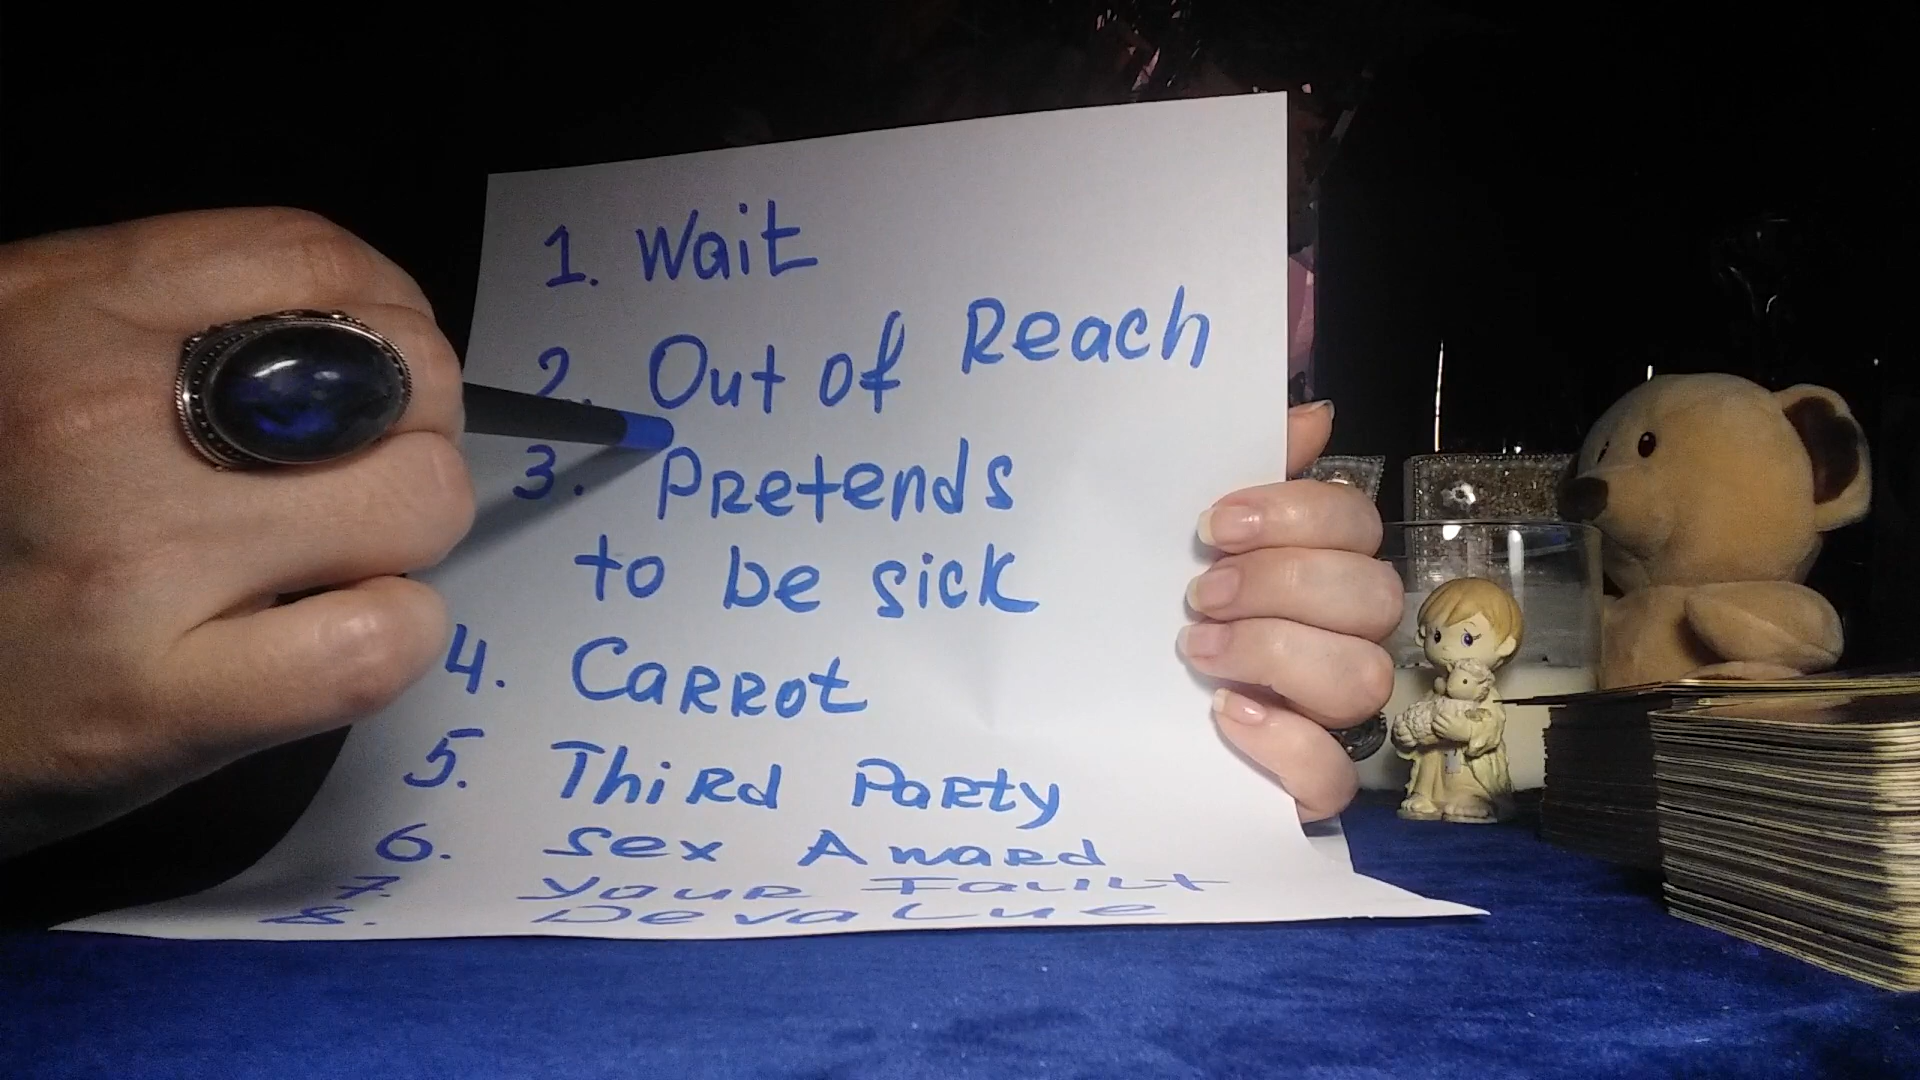 1. Wait
2. Out of Reach
3. Pretends
to be sick
4. Carrot
5. Third Party
6. Sex Award
7. Your Fault
8. Devalue